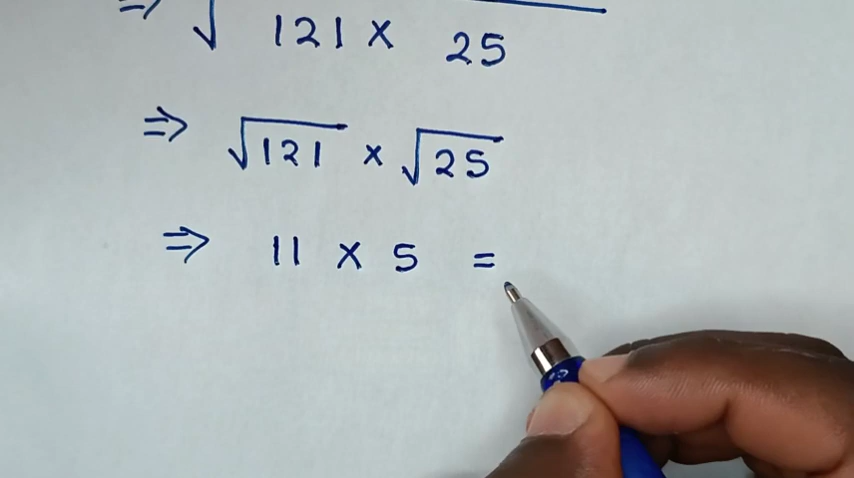 ⇒ √121 × 25
⇒ √121 × √25
⇒ 11 × 5 =